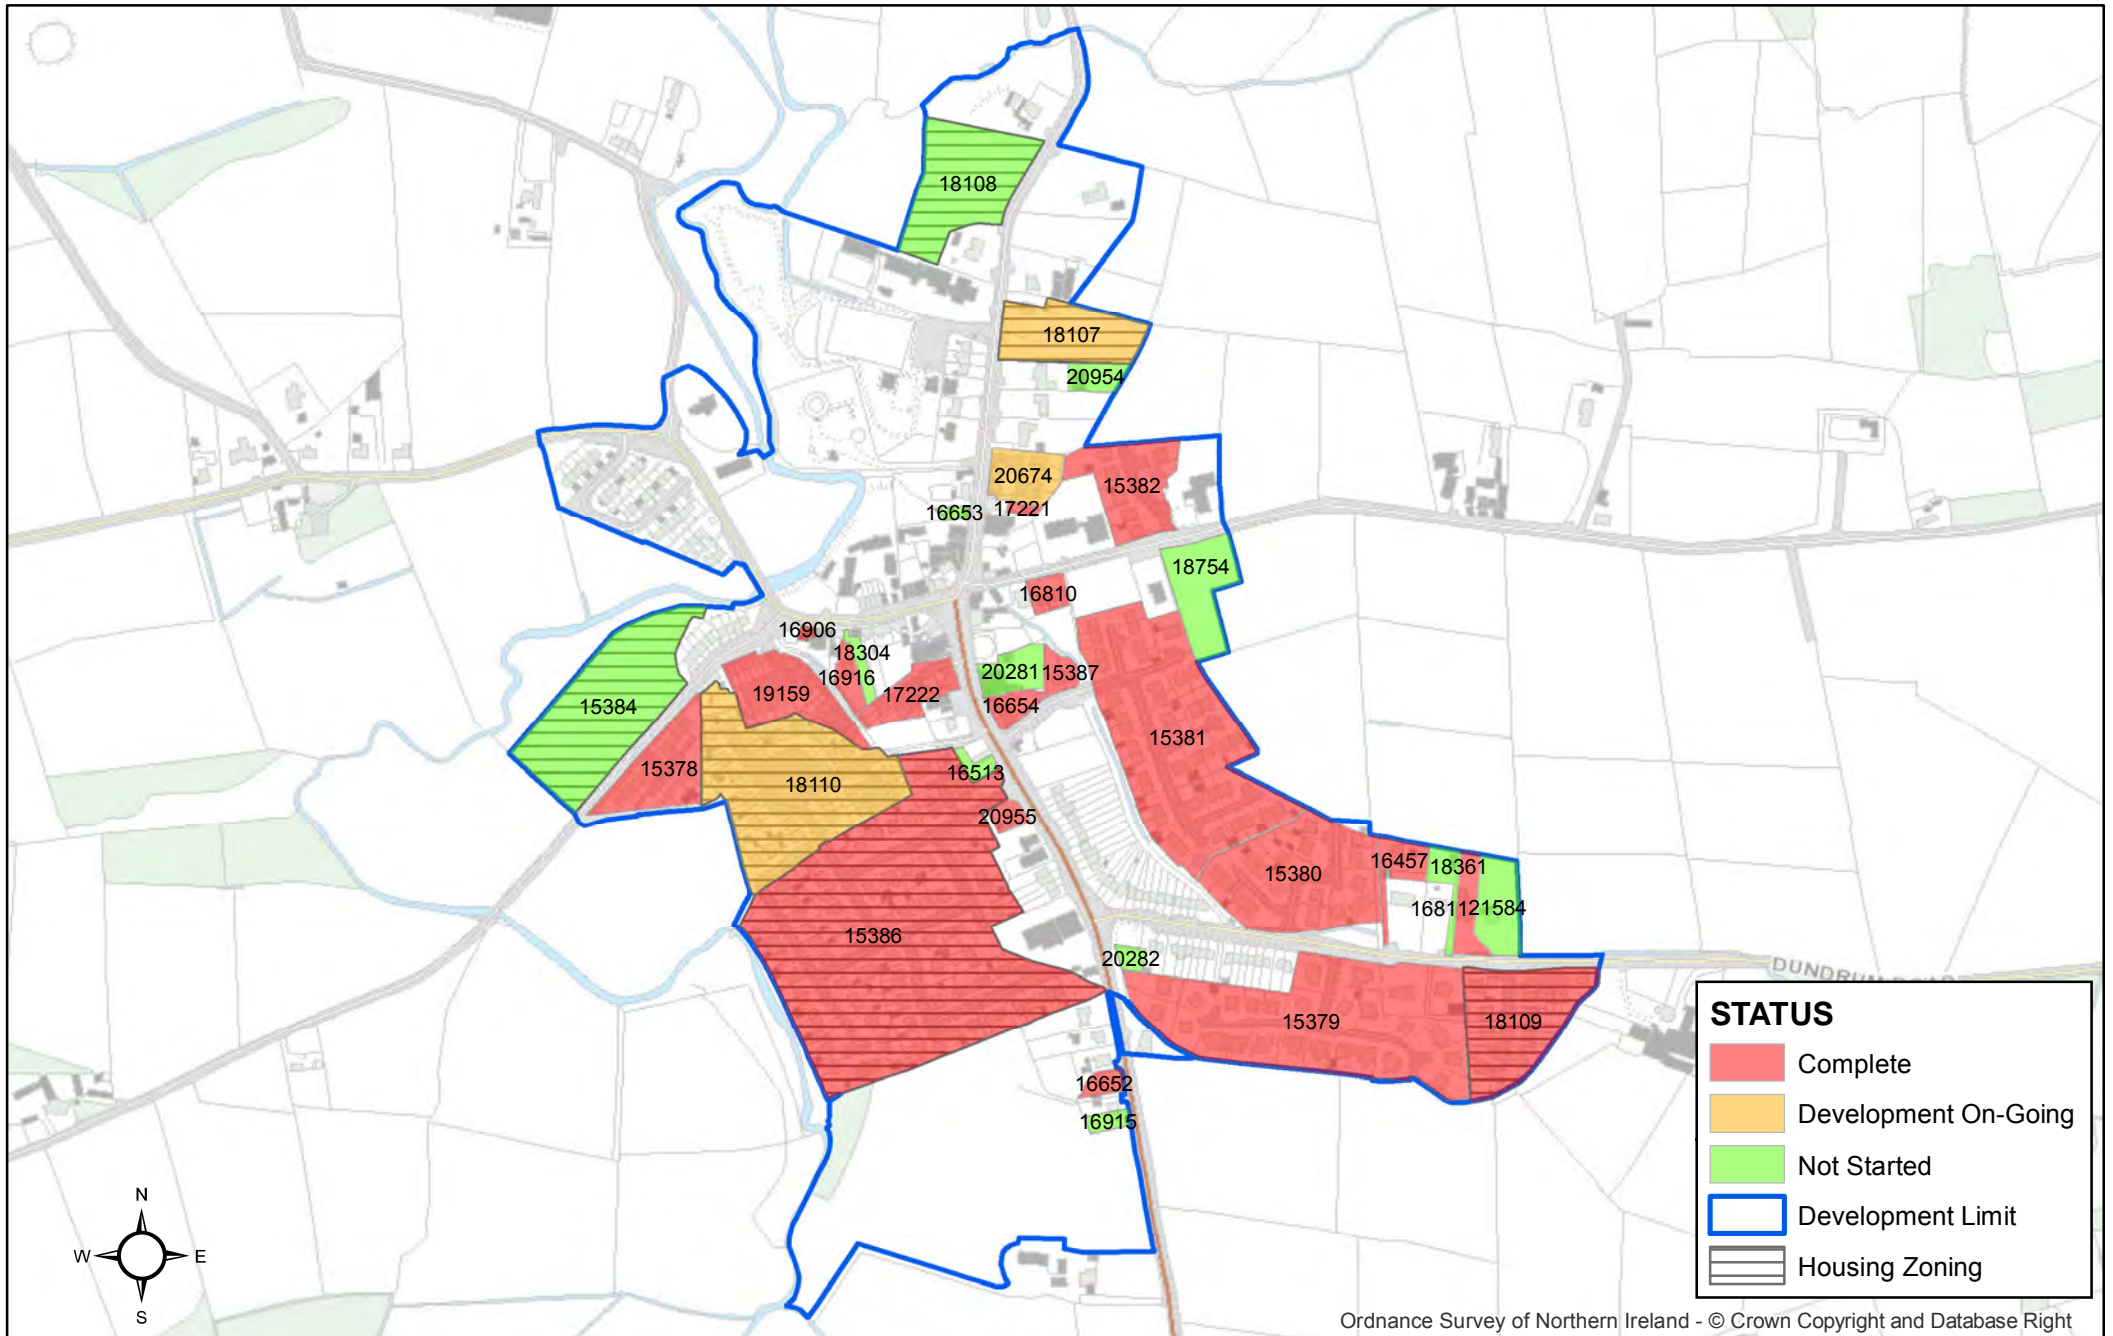 18108
18107
20954
20674
15382
16653
17221
18754
16810
16906
18304
20281
15387
16916
19159
17222
16654
15384
15381
15378
18110
16513
20955
15380
16457
18361
16811
21584
15386
20282
DUNDRUM ROAD
15379
18109
16652
16915
STATUS
Complete
Development On-Going
Not Started
Development Limit
Housing Zoning
N
W
E
S
Ordnance Survey of Northern Ireland - © Crown Copyright and Database Right